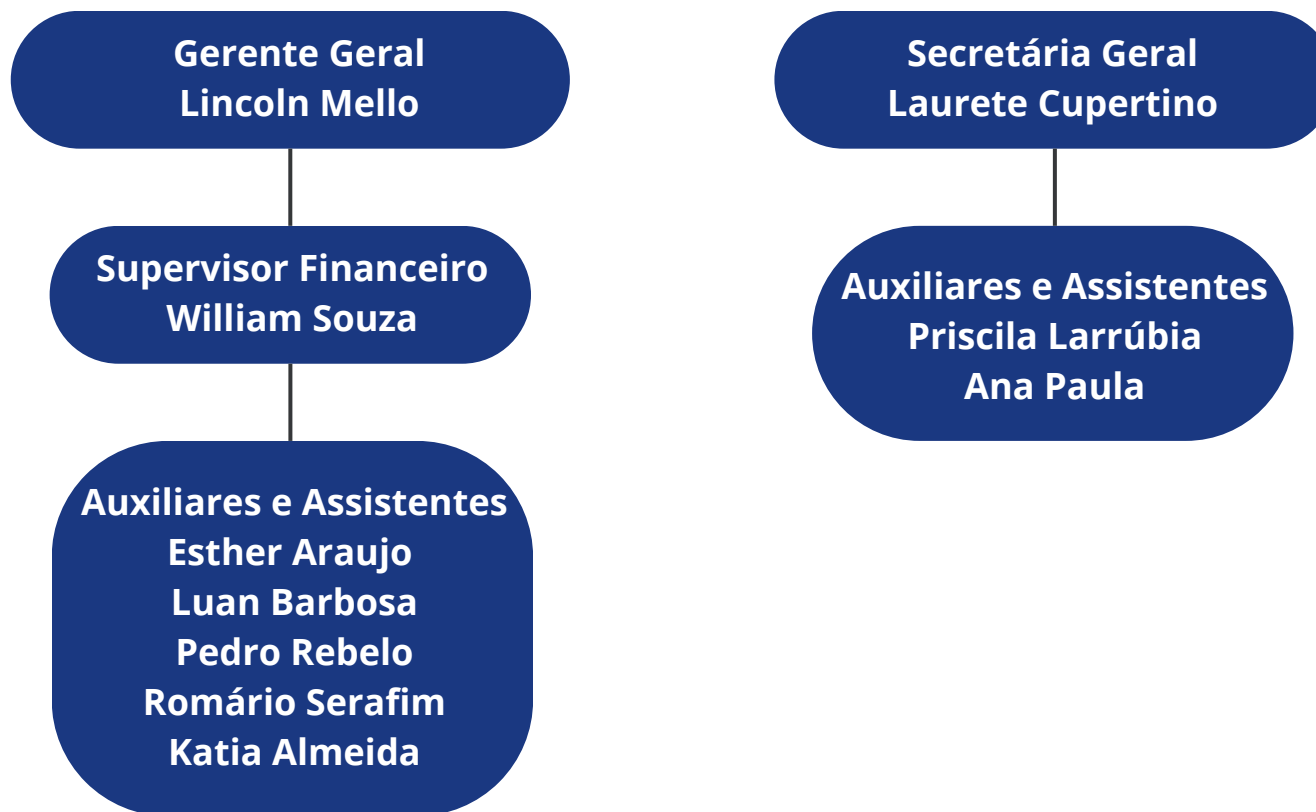 Gerente Geral
Lincoln Mello
Supervisor Financeiro
William Souza
Auxiliares e Assistentes
Esther Araujo
Luan Barbosa
Pedro Rebelo
Romário Serafim
Katia Almeida
Secretária Geral
Laurete Cupertino
Auxiliares e Assistentes
Priscila Larrúbia
Ana Paula